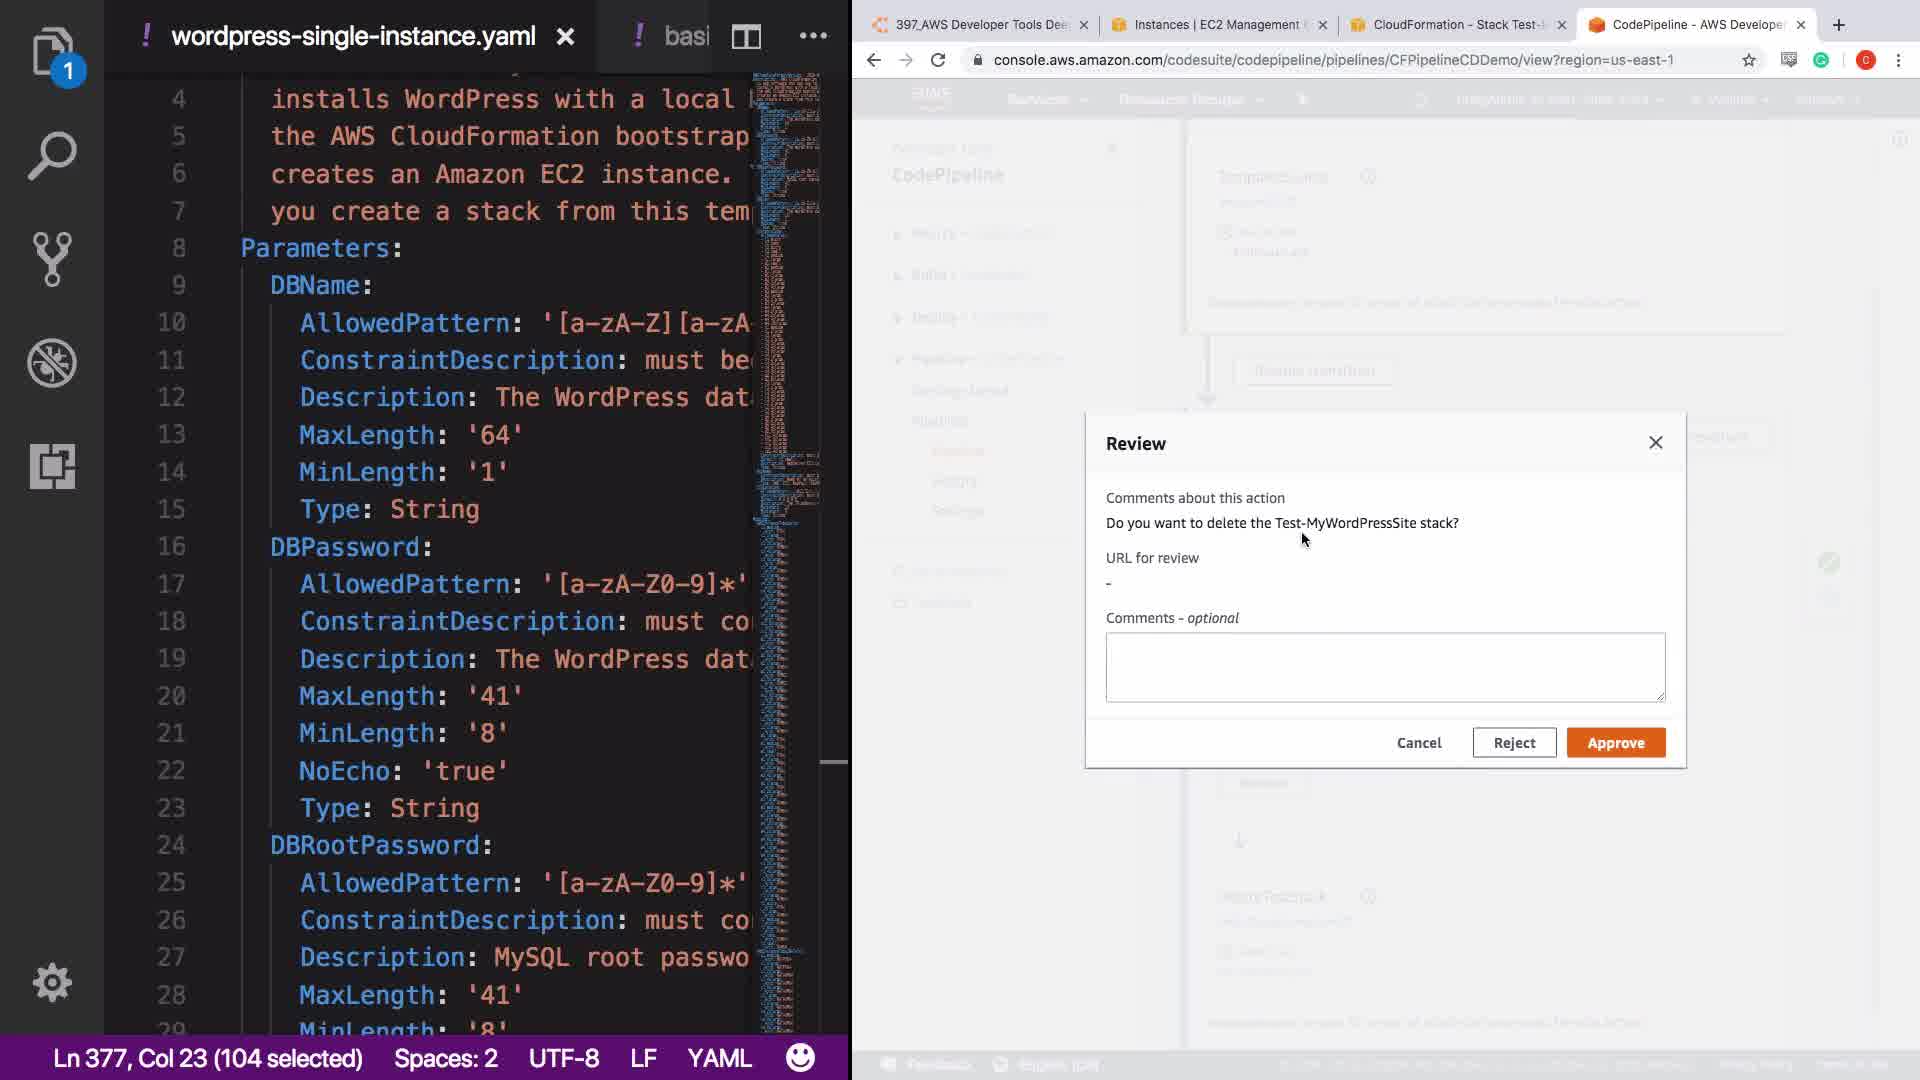 wordpress-single-instance.yaml
basi
4 installs WordPress with a local
5 the AWS CloudFormation bootstrap
6 creates an Amazon EC2 instance.
7 you create a stack from this tem
8 Parameters:
9 DBName:
10 AllowedPattern: '[a-zA-Z][a-zA-
11 ConstraintDescription: must be
12 Description: The WordPress dat
13 MaxLength: '64'
14 MinLength: '1'
15 Type: String
16 DBPassword:
17 AllowedPattern: '[a-zA-Z0-9]*'
18 ConstraintDescription: must co
19 Description: The WordPress dat
20 MaxLength: '41'
21 MinLength: '8'
22 NoEcho: 'true'
23 Type: String
24 DBRootPassword:
25 AllowedPattern: '[a-zA-Z0-9]*'
26 ConstraintDescription: must co
27 Description: MySQL root passwo
28 MaxLength: '41'
29 MinLength: '8'
1
Ln 377, Col 23 (104 selected) Spaces: 2 UTF-8 LF YAML
397_AWS Developer Tools Dee
Instances | EC2 Management
CloudFormation - Stack Test-
CodePipeline - AWS Developer
console.aws.amazon.com/codesuite/codepipeline/pipelines/CFPipelineCDDemo/view?region=us-east-1
C
CodePipeline
Review
Comments about this action
Do you want to delete the Test-MyWordPressSite stack?
URL for review
-
Comments - optional
Cancel
Reject
Approve
Feedback
English (US)